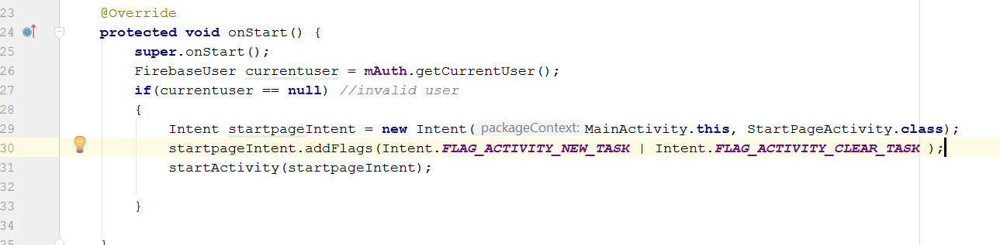 23 @Override
24 protected void onStart() {
25 super.onStart();
26 FirebaseUser currentuser = mAuth.getCurrentUser();
27 if(currentuser == null) //invalid user
28 {
29 Intent startpageIntent = new Intent( packageContext: MainActivity.this, StartPageActivity.class);
30 startpageIntent.addFlags(Intent.FLAG_ACTIVITY_NEW_TASK | Intent.FLAG_ACTIVITY_CLEAR_TASK );
31 startActivity(startpageIntent);
32
33 }
34
35 }